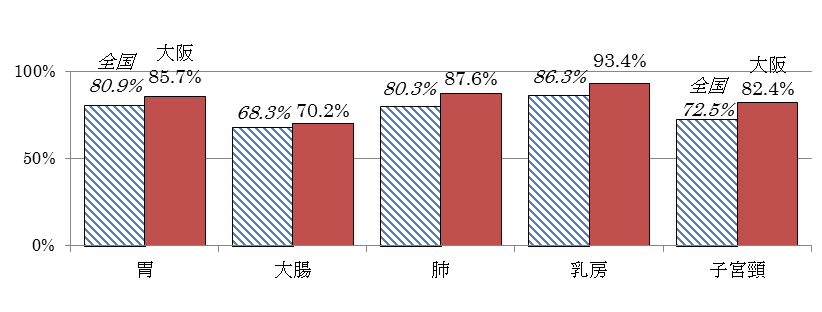 全国 大阪
80.9% 85.7%
68.3% 70.2%
80.3% 87.6%
86.3% 93.4%
全国 大阪
72.5% 82.4%
100%
50%
0%
胃 大腸 肺 乳房 子宮頸